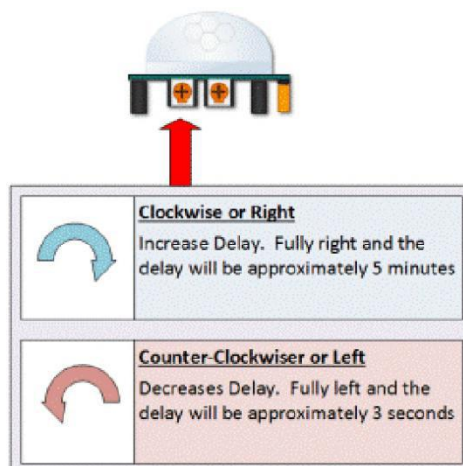 Clockwise or Right
Increase Delay. Fully right and the
delay will be approximately 5 minutes
Counter-Clockwiser or Left
Decreases Delay. Fully left and the
delay will be approximately 3 seconds